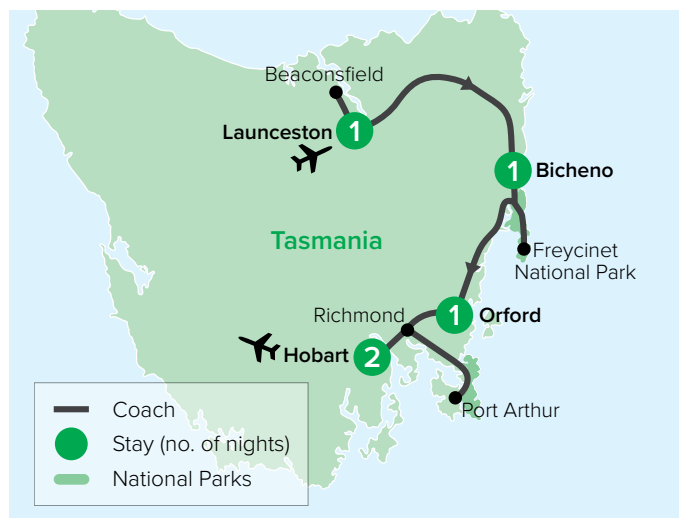 Beaconsfield
Launceston
1
1
Bicheno
Tasmania
Freycinet
National Park
Richmond
1
Orford
Hobart
2
Port Arthur
Coach
Stay (no. of nights)
National Parks